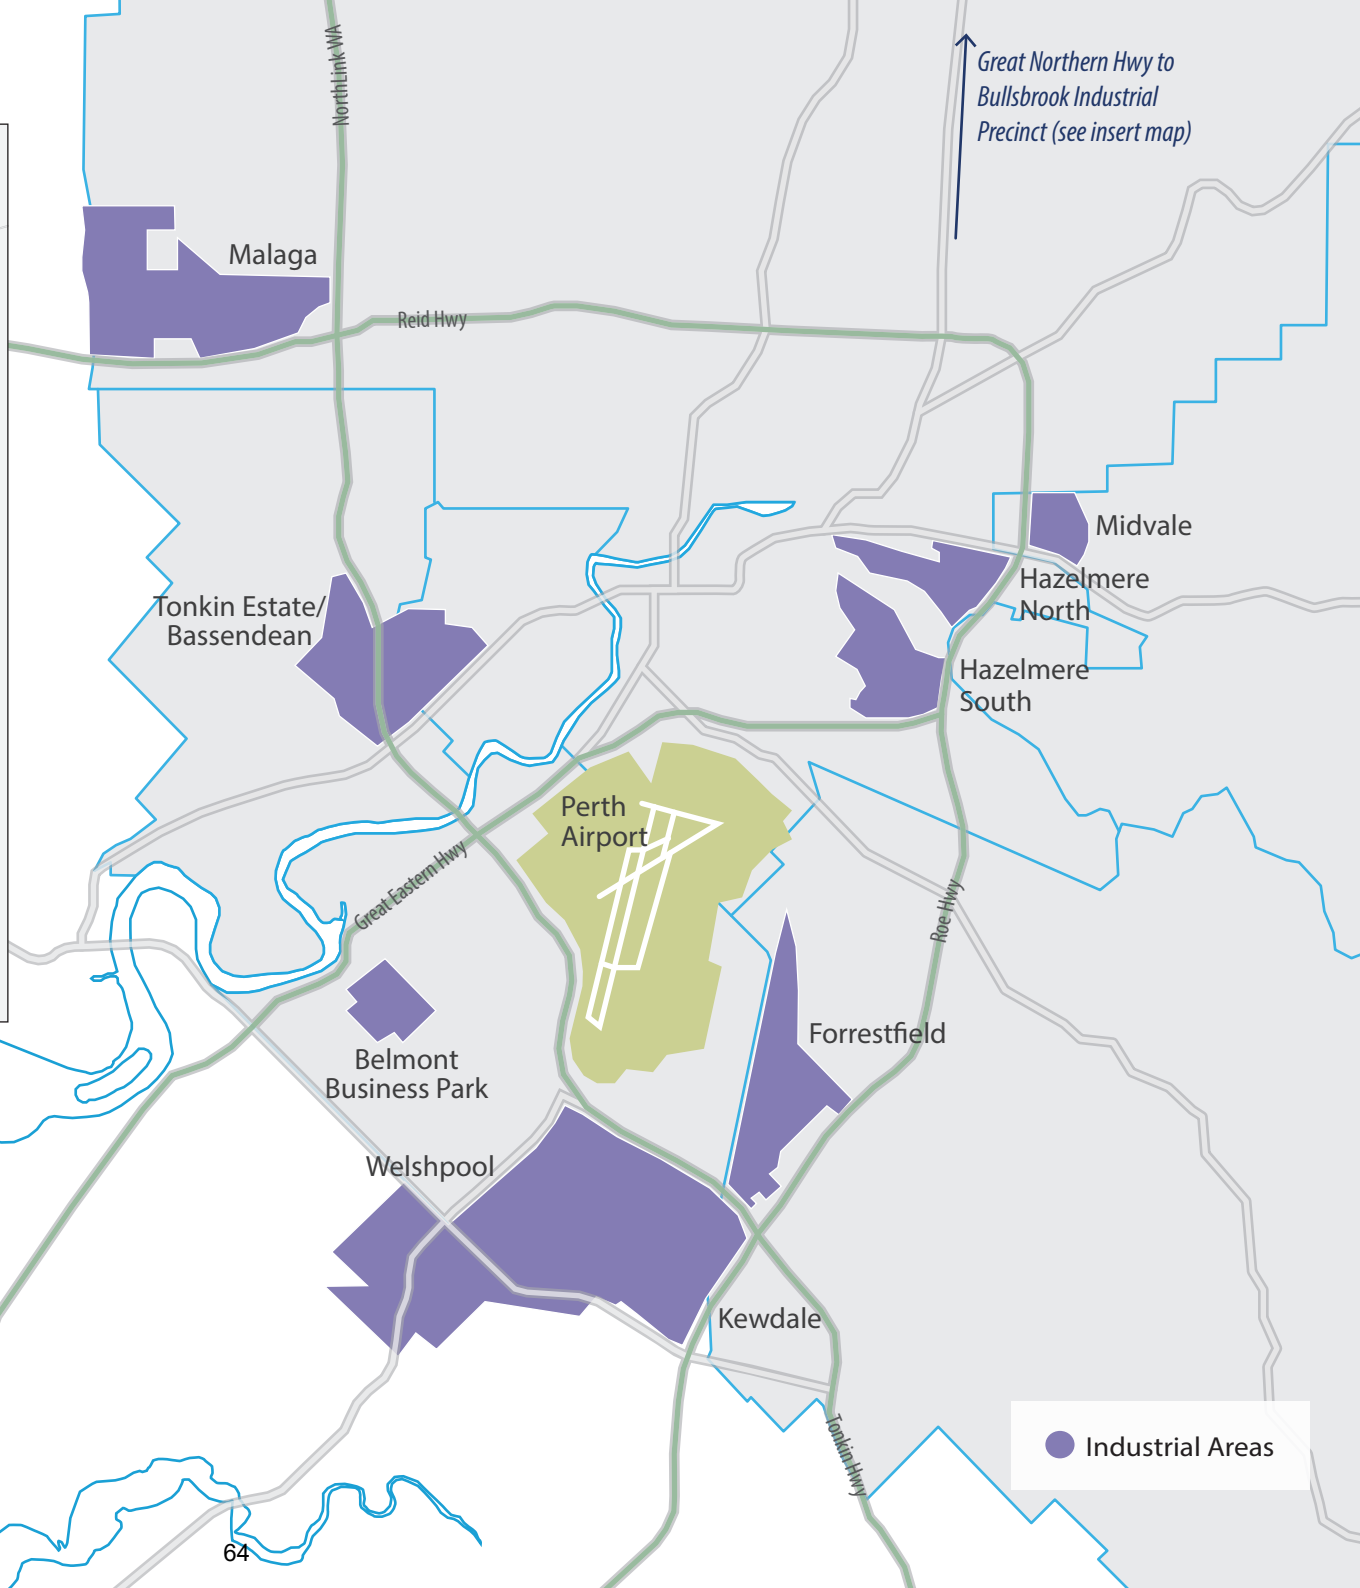 NorthLink WA
Great Northern Hwy to
Bullsbrook Industrial
Precinct (see insert map)
Malaga
Reid Hwy
Midvale
Hazelmere
North
Tonkin Estate/
Bassendean
Hazelmere
South
Perth
Airport
Great Eastern Hwy
Roe Hwy
Forrestfield
Belmont
Business Park
Welshpool
Kewdale
Tonkin Hwy
Industrial Areas
64